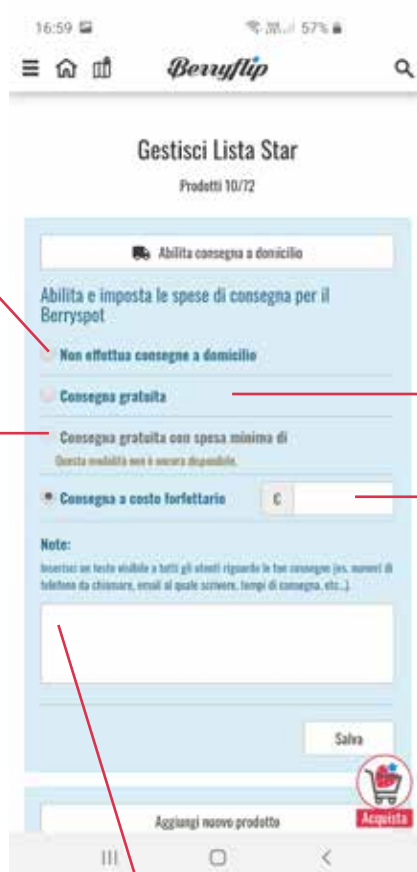 16:59 57%
Berryflip
Gestisci Lista Star
Prodotti 10/72
Abilita consegna a domicilio
Abilita e imposta le spese di consegna per il
Berryspot
Non effettua consegne a domicilio
Consegna gratuita
Consegna gratuita con spesa minima di
Questa modalità non è ancora disponibile.
Consegna a costo forfettario €
Note:
Inserisci un testo visibile a tutti gli utenti riguardo le tue consegne (es. numeri di
telefono da chiamare, email al quale scrivere, tempi di consegna, etc..).
Salva
Acquista
Aggiungi nuovo prodotto